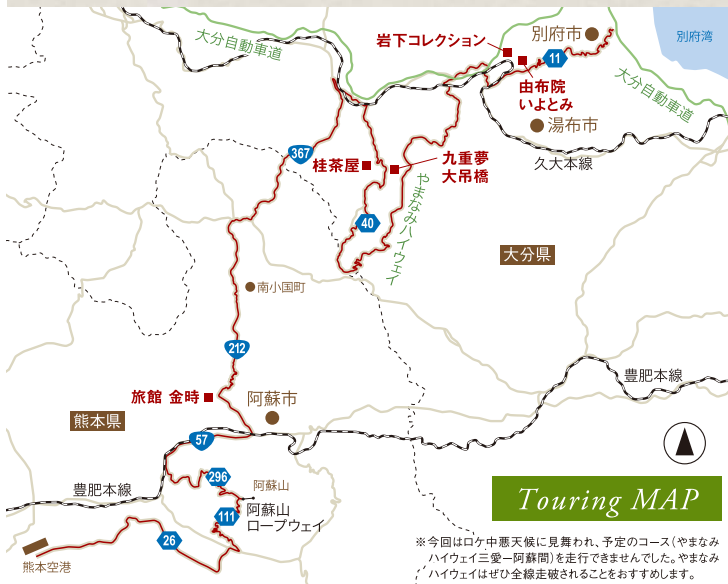 大分自動車道
岩下コレクション
別府市
別府湾
11
由布院
いよとみ
大分自動車道
湯布市
久大本線
367
桂茶屋
九重夢
大吊橋
やまなみハイウェイ
40
大分県
南小国町
212
豊肥本線
旅館 金時
阿蘇市
熊本県
57
豊肥本線
296
阿蘇山
阿蘇山
ロープウェイ
111
26
熊本空港
Touring MAP
※今回はロケ中悪天候に見舞われ、予定のコース(やまなみ
ハイウェイ三愛ー阿蘇間)を走行できませんでした。やまなみ
ハイウェイはぜひ全線走破されることをおすすめします。